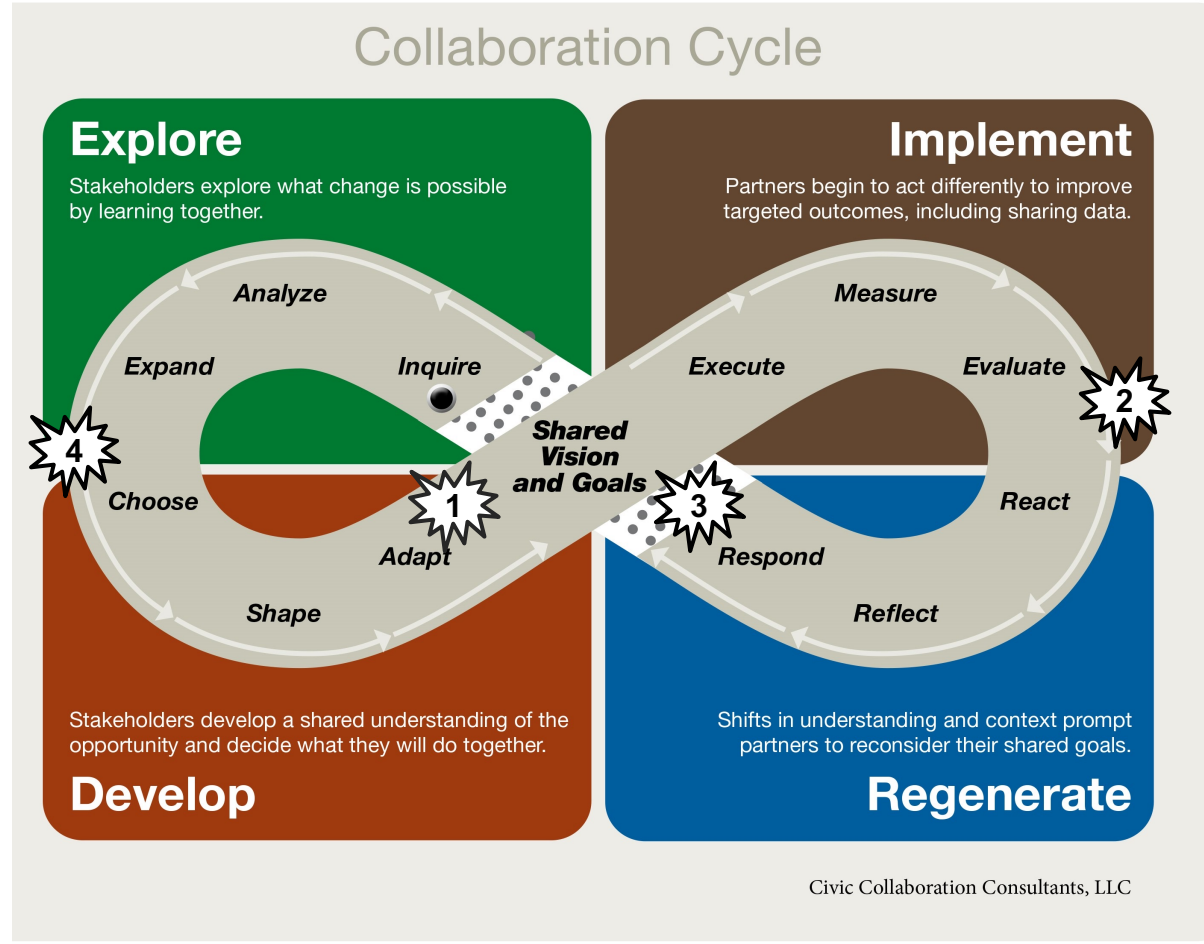 Collaboration Cycle
Explore
Stakeholders explore what change is possible
by learning together.
Implement
Partners begin to act differently to improve
targeted outcomes, including sharing data.
Analyze
Expand
Inquire
Measure
Execute
Evaluate
4
2
Shared
Vision
and Goals
1
3
Choose
Adapt
Shape
React
Respond
Reflect
Stakeholders develop a shared understanding of the
opportunity and decide what they will do together.
Develop
Shifts in understanding and context prompt
partners to reconsider their shared goals.
Regenerate
Civic Collaboration Consultants, LLC